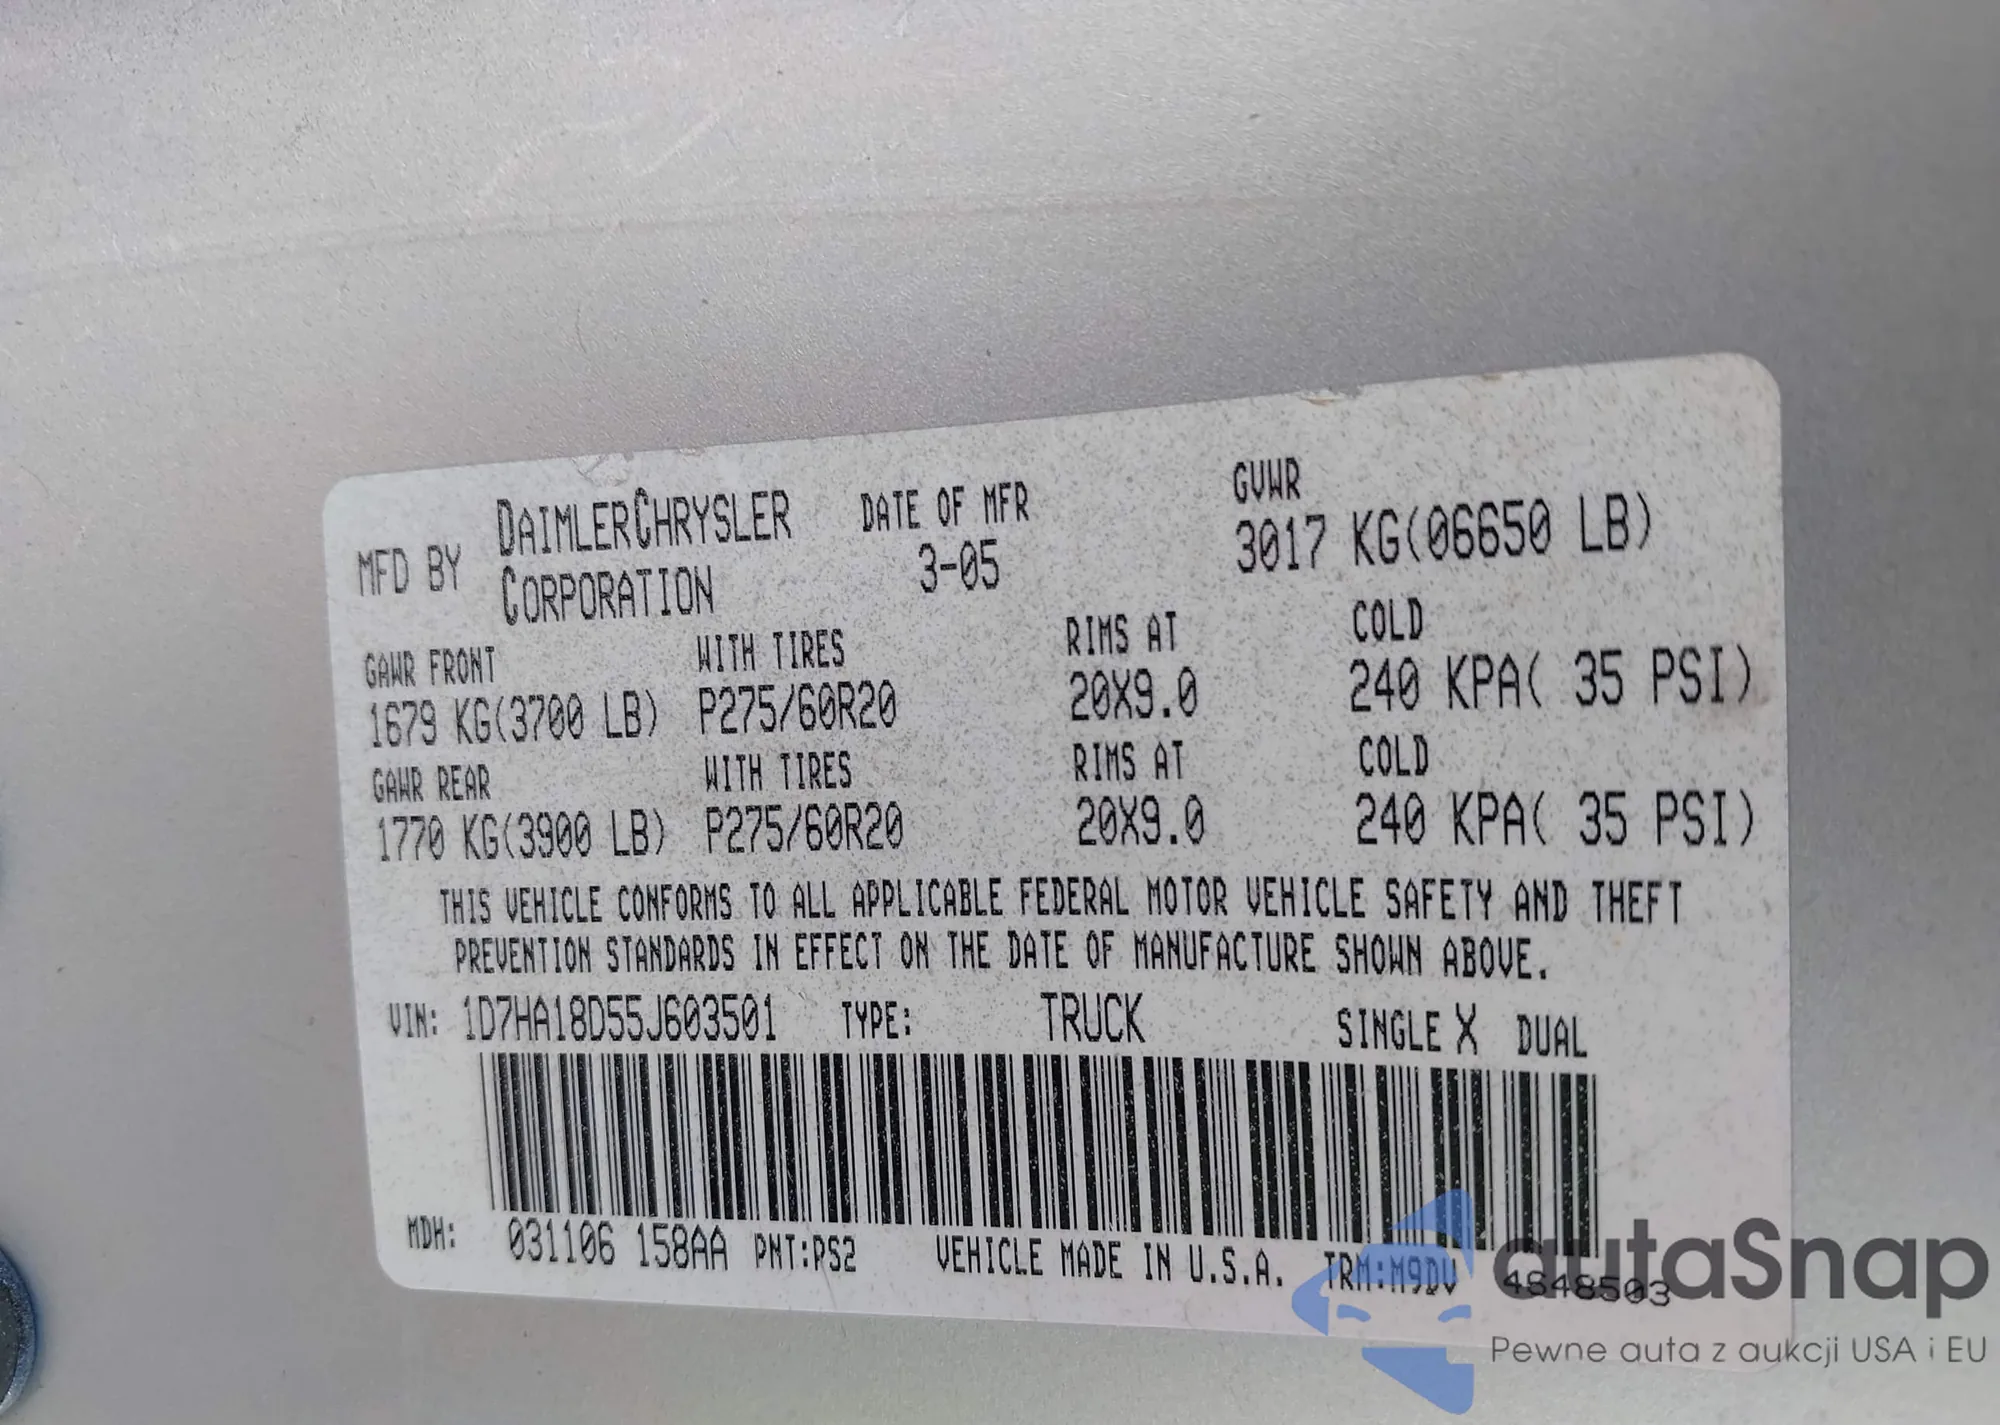 MFD BY DAIMLERCHRYSLER CORPORATION DATE OF MFR 3-05 GVWR 3017 KG(06650 LB)
GAWR FRONT WITH TIRES RIMS AT COLD
1679 KG(3700 LB) P275/60R20 20X9.0 240 KPA( 35 PSI)
GAWR REAR WITH TIRES RIMS AT COLD
1770 KG(3900 LB) P275/60R20 20X9.0 240 KPA( 35 PSI)
THIS VEHICLE CONFORMS TO ALL APPLICABLE FEDERAL MOTOR VEHICLE SAFETY AND THEFT
PREVENTION STANDARDS IN EFFECT ON THE DATE OF MANUFACTURE SHOWN ABOVE.
VIN: 1D7HA18D55J603501 TYPE: TRUCK SINGLE X DUAL
MDH: 031106 158AA PNT:PS2 VEHICLE MADE IN U.S.A. TRM:M9DV 4648503
autaSnap
Pewne auta z aukcji USA i EU